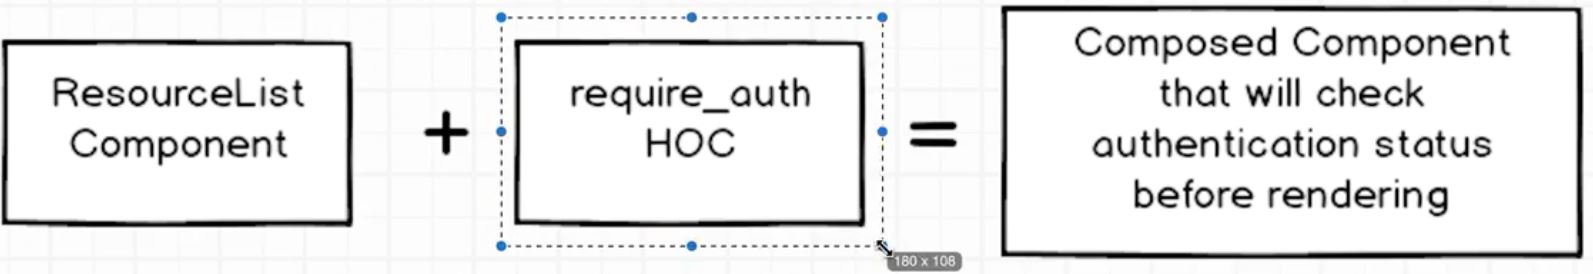 ResourceList
Component
+
require_auth
HOC
=
Composed Component
that will check
authentication status
before rendering
180 x 108